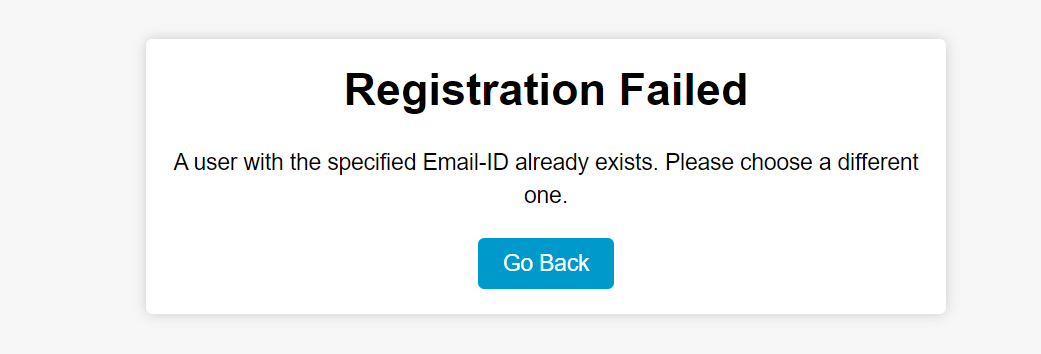 Registration Failed
A user with the specified Email-ID already exists. Please choose a different
one.
Go Back